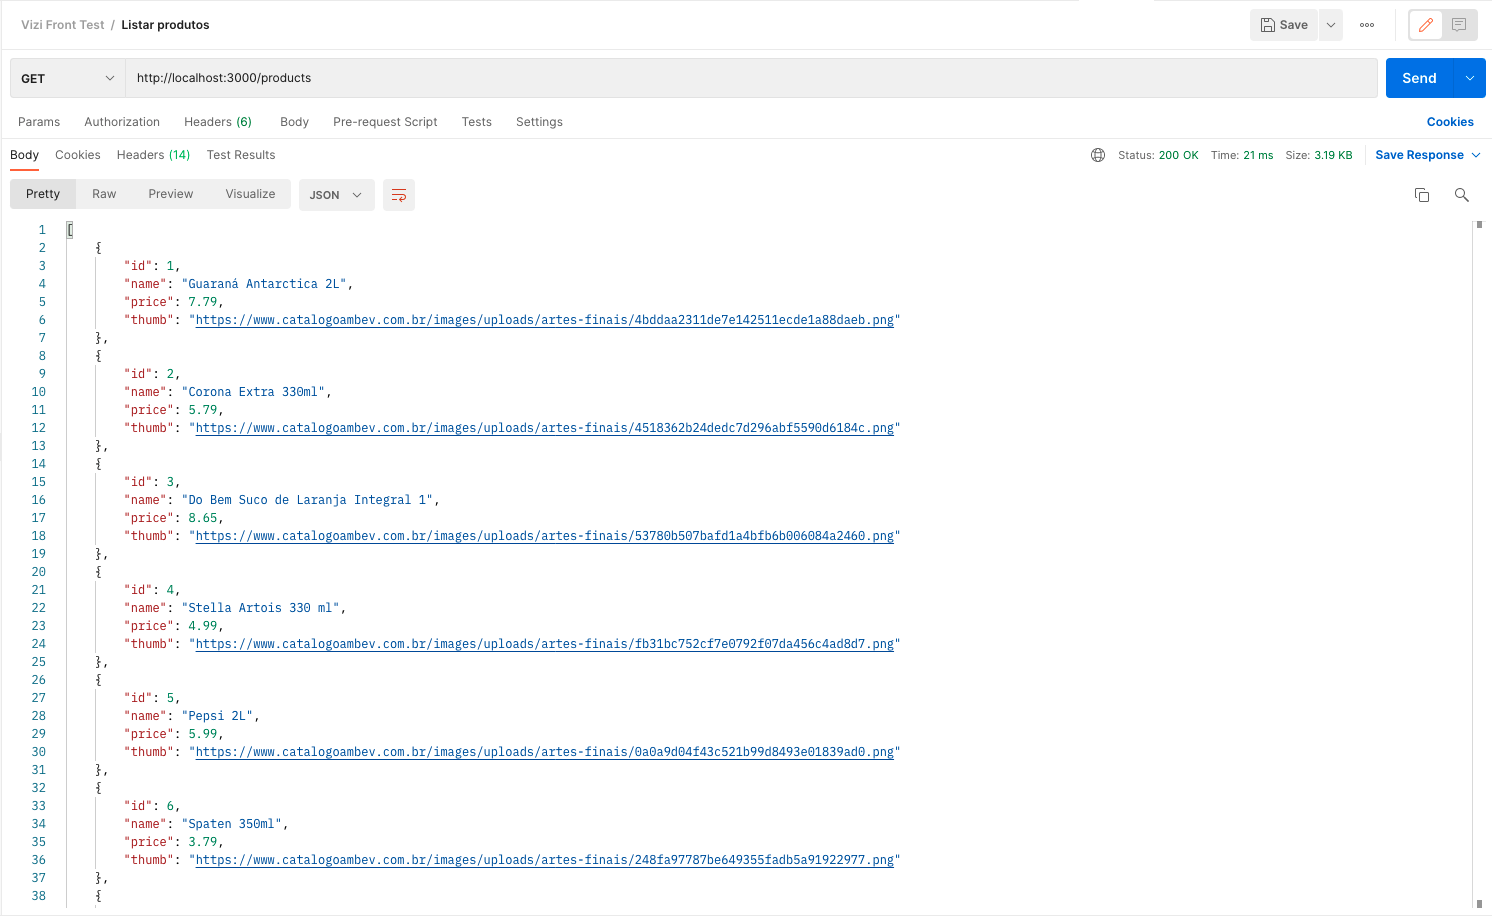 Vizi Front Test / Listar produtos
Save
GET
http://localhost:3000/products
Send
Params Authorization Headers (6) Body Pre-request Script Tests Settings Cookies
Body Cookies Headers (14) Test Results
Status: 200 OK Time: 21 ms Size: 3.19 KB Save Response
Pretty Raw Preview Visualize JSON
1 [
2 {
3 "id": 1,
4 "name": "Guaraná Antarctica 2L",
5 "price": 7.79,
6 "thumb": "https://www.catalogoambev.com.br/images/uploads/artes-finais/4bddaa2311de7e142511ecde1a88daeb.png"
7 },
8 {
9 "id": 2,
10 "name": "Corona Extra 330ml",
11 "price": 5.79,
12 "thumb": "https://www.catalogoambev.com.br/images/uploads/artes-finais/4518362b24dedc7d296abf5590d6184c.png"
13 },
14 {
15 "id": 3,
16 "name": "Do Bem Suco de Laranja Integral 1",
17 "price": 8.65,
18 "thumb": "https://www.catalogoambev.com.br/images/uploads/artes-finais/53780b507bafd1a4bfb6b006084a2460.png"
19 },
20 {
21 "id": 4,
22 "name": "Stella Artois 330 ml",
23 "price": 4.99,
24 "thumb": "https://www.catalogoambev.com.br/images/uploads/artes-finais/fb31bc752cf7e0792f07da456c4ad8d7.png"
25 },
26 {
27 "id": 5,
28 "name": "Pepsi 2L",
29 "price": 5.99,
30 "thumb": "https://www.catalogoambev.com.br/images/uploads/artes-finais/0a0a9d04f43c521b99d8493e01839ad0.png"
31 },
32 {
33 "id": 6,
34 "name": "Spaten 350ml",
35 "price": 3.79,
36 "thumb": "https://www.catalogoambev.com.br/images/uploads/artes-finais/248fa97787be649355fadb5a91922977.png"
37 },
38 {